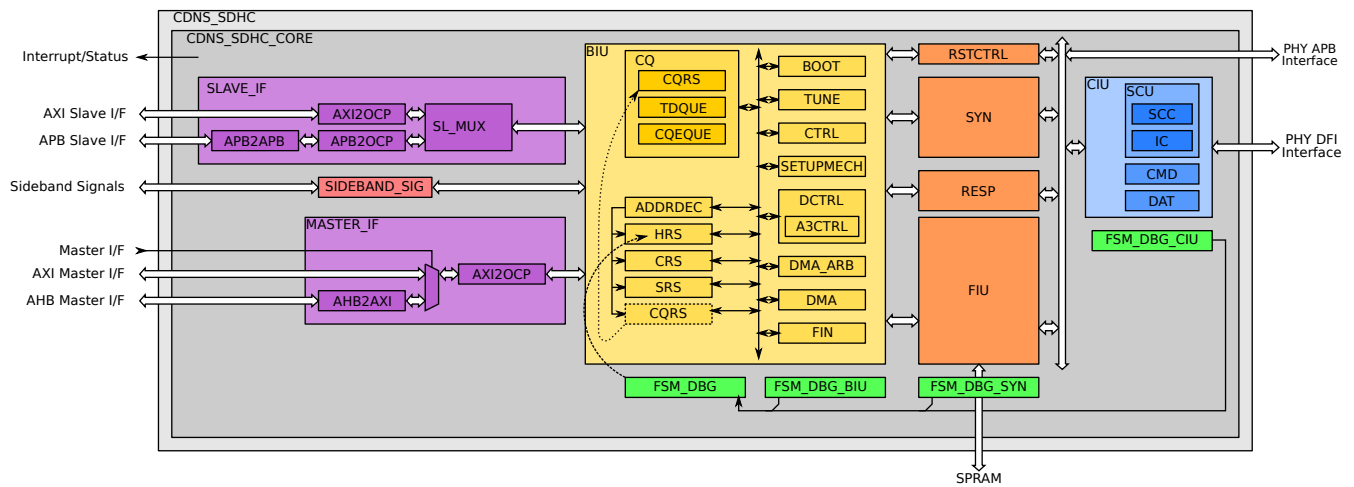 CDNS_SDHC
CDNS_SDHC_CORE
Interrupt/Status
AXI Slave I/F
APB Slave I/F
Sideband Signals
Master I/F
AXI Master I/F
AHB Master I/F
SLAVE_IF
AXI2OCP
APB2APB
APB2OCP
SL_MUX
SIDEBAND_SIG
MASTER_IF
AXI2OCP
AHB2AXI
BIU
CQ
CQRS
TDQUE
CQEQUE
ADDRDEC
HRS
CRS
SRS
CQRS
BOOT
TUNE
CTRL
SETUPMECH
DCTRL
A3CTRL
DMA_ARB
DMA
FIN
RSTCTRL
SYN
RESP
FIU
CIU
SCU
SCC
IC
CMD
DAT
FSM_DBG_CIU
FSM_DBG
FSM_DBG_BIU
FSM_DBG_SYN
PHY APB
Interface
PHY DFI
Interface
SPRAM